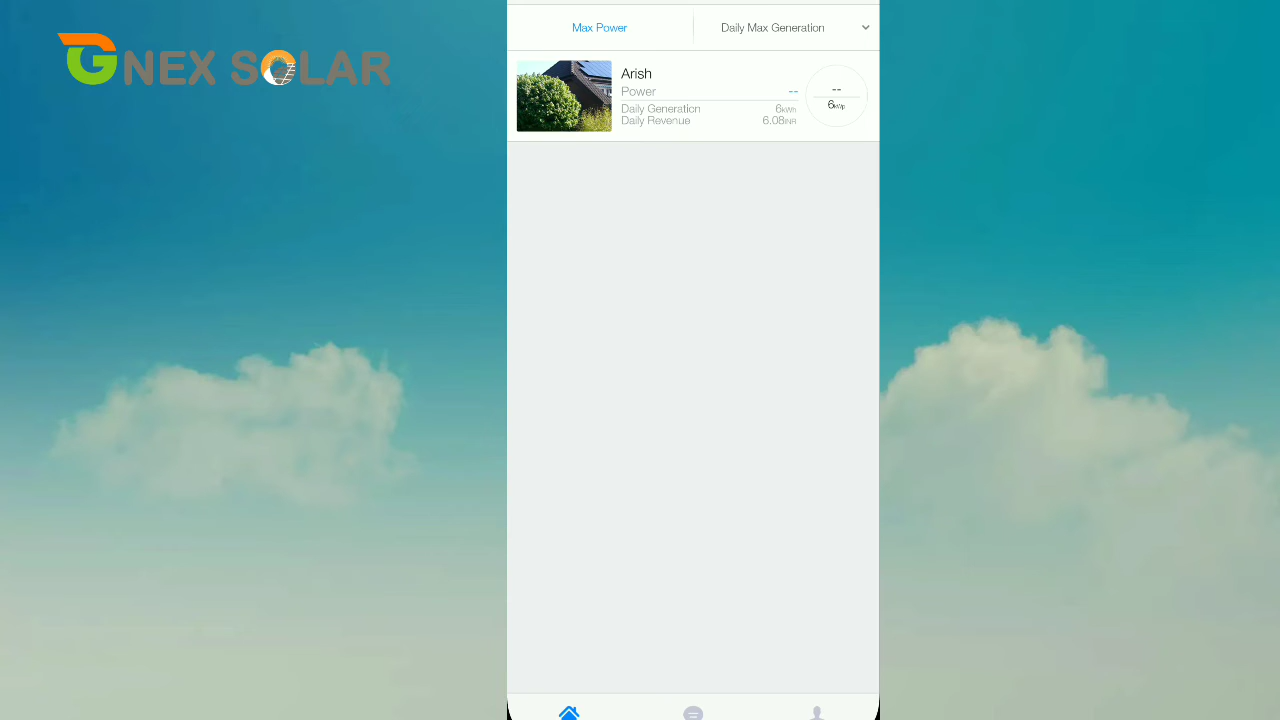 GNEX SOLAR
Max Power
Daily Max Generation
Arish
Power --
Daily Generation 6kWh
Daily Revenue 6.08INR
--
6kWp